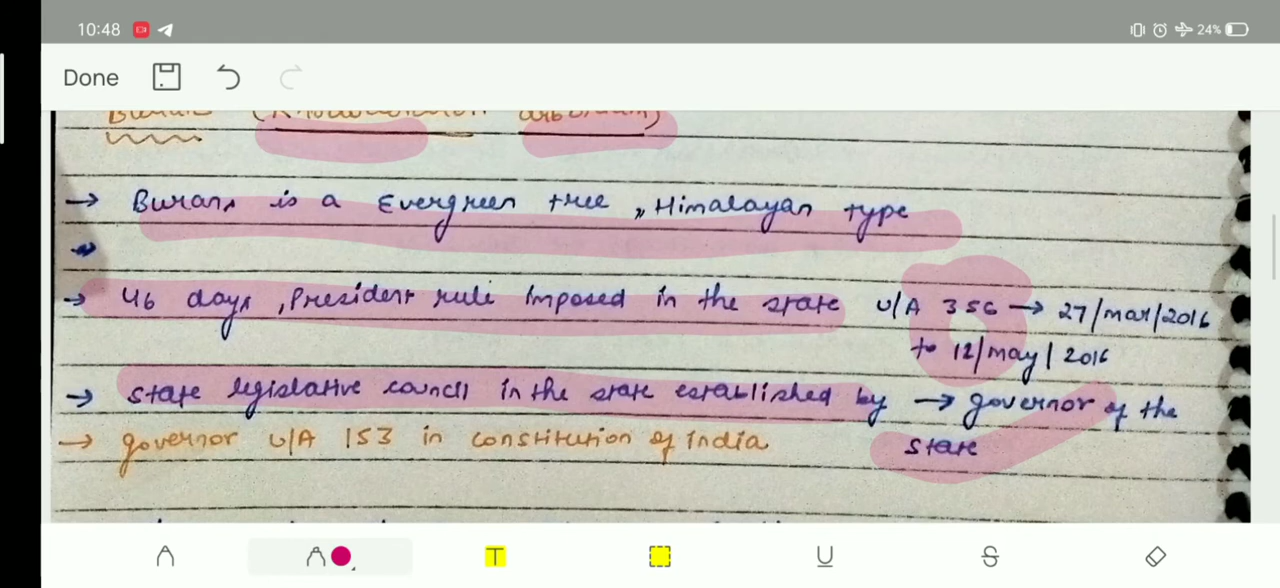 10:48
24%
Done
→ Burans is a Evergreen tree, Himalayan type
→ 46 days, President rule imposed in the state U/A 356 → 27/mar/2016
to 12/may/2016
→ state legislative council in the state established by → governor of the
state
→ governor U/A 153 in constitution of india
T
U
S